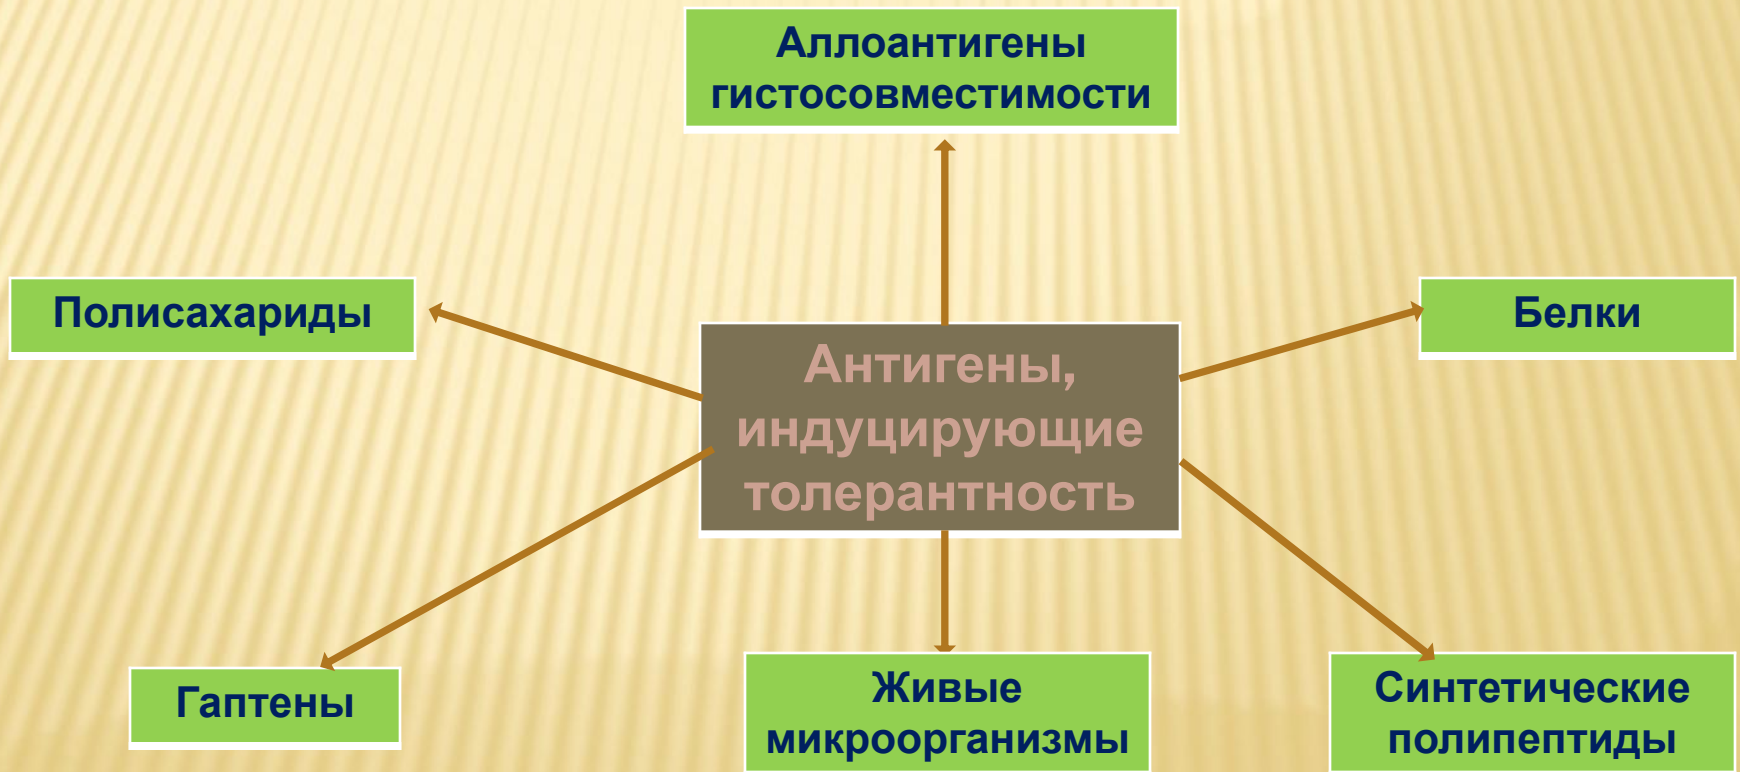 Аллоантигены
гистосовместимости
Полисахариды
Белки
Антигены,
индуцирующие
толерантность
Гаптены
Живые
микроорганизмы
Синтетические
полипептиды